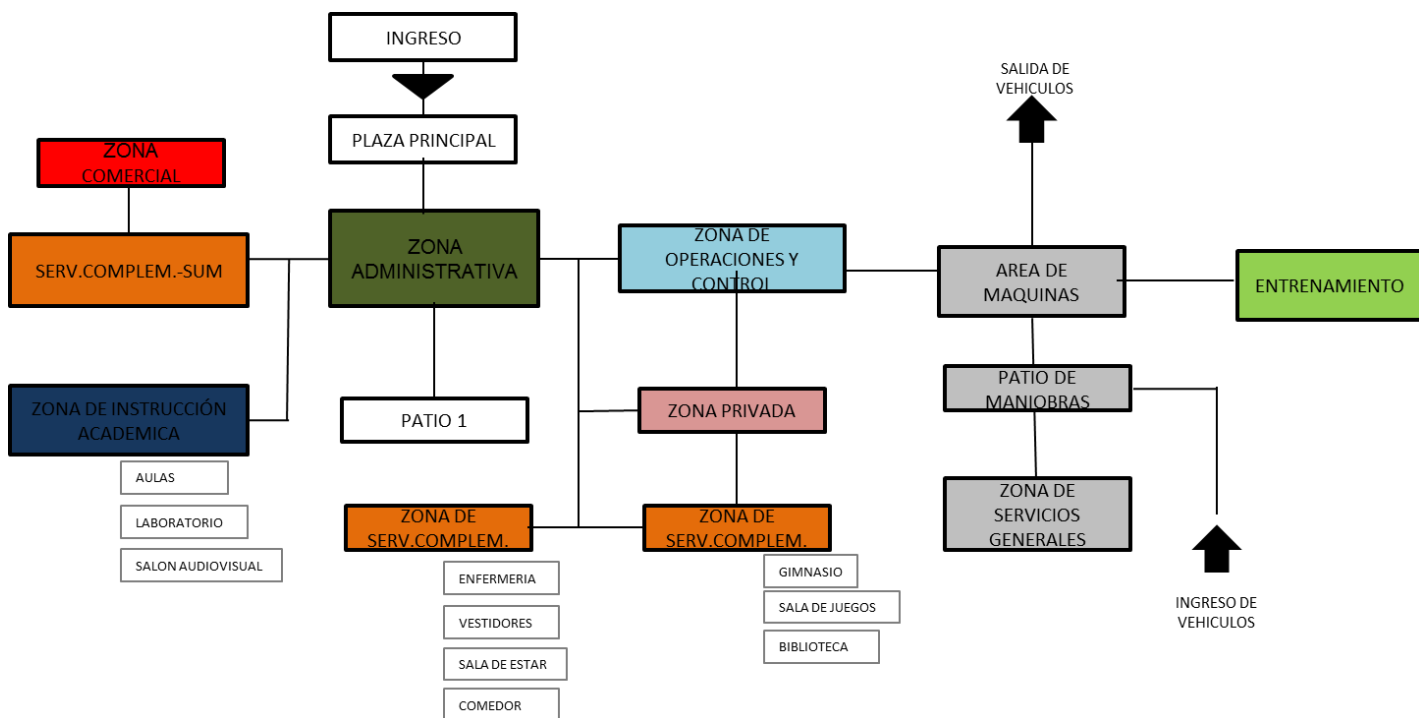 INGRESO
PLAZA PRINCIPAL
SALIDA DE
VEHICULOS
ZONA
COMERCIAL
SERV.COMPLEM.-SUM
ZONA
ADMINISTRATIVA
ZONA DE
OPERACIONES Y
CONTROL
AREA DE
MAQUINAS
ENTRENAMIENTO
ZONA DE INSTRUCCIÓN
ACADEMICA
PATIO 1
ZONA PRIVADA
PATIO DE
MANIOBRAS
AULAS
LABORATORIO
SALON AUDIOVISUAL
ZONA DE
SERV.COMPLEM.
ENFERMERIA
VESTIDORES
SALA DE ESTAR
COMEDOR
ZONA DE
SERV.COMPLEM.
GIMNASIO
SALA DE JUEGOS
BIBLIOTECA
ZONA DE
SERVICIOS
GENERALES
INGRESO DE
VEHICULOS